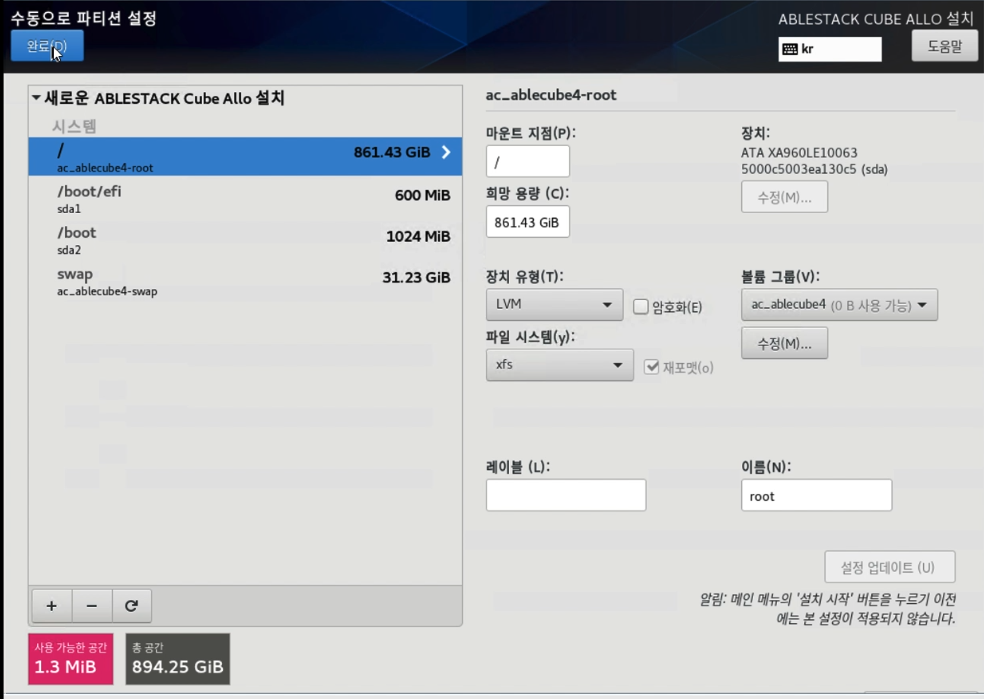 수동으로 파티션 설정
ABLESTACK CUBE ALLO 설치
완료(D)
kr
도움말
새로운 ABLESTACK Cube Allo 설치
시스템
/
861.43 GiB
ac_ablecube4-root
/boot/efi
600 MiB
sda1
/boot
1024 MiB
sda2
swap
31.23 GiB
ac_ablecube4-swap
사용 가능한 공간
1.3 MiB
총 공간
894.25 GiB
ac_ablecube4-root
마운트 지점(P):
/
희망 용량 (C):
861.43 GiB
장치:
ATA XA960LE10063
5000c5003ea130c5 (sda)
수정(M)...
장치 유형(T):
LVM
암호화(E)
볼륨 그룹(V):
ac_ablecube4 (0 B 사용 가능)
수정(M)...
파일 시스템(y):
xfs
재포맷(o)
레이블 (L):
이름(N):
root
설정 업데이트 (U)
알림: 메인 메뉴의 '설치 시작' 버튼을 누르기 이전
에는 본 설정이 적용되지 않습니다.